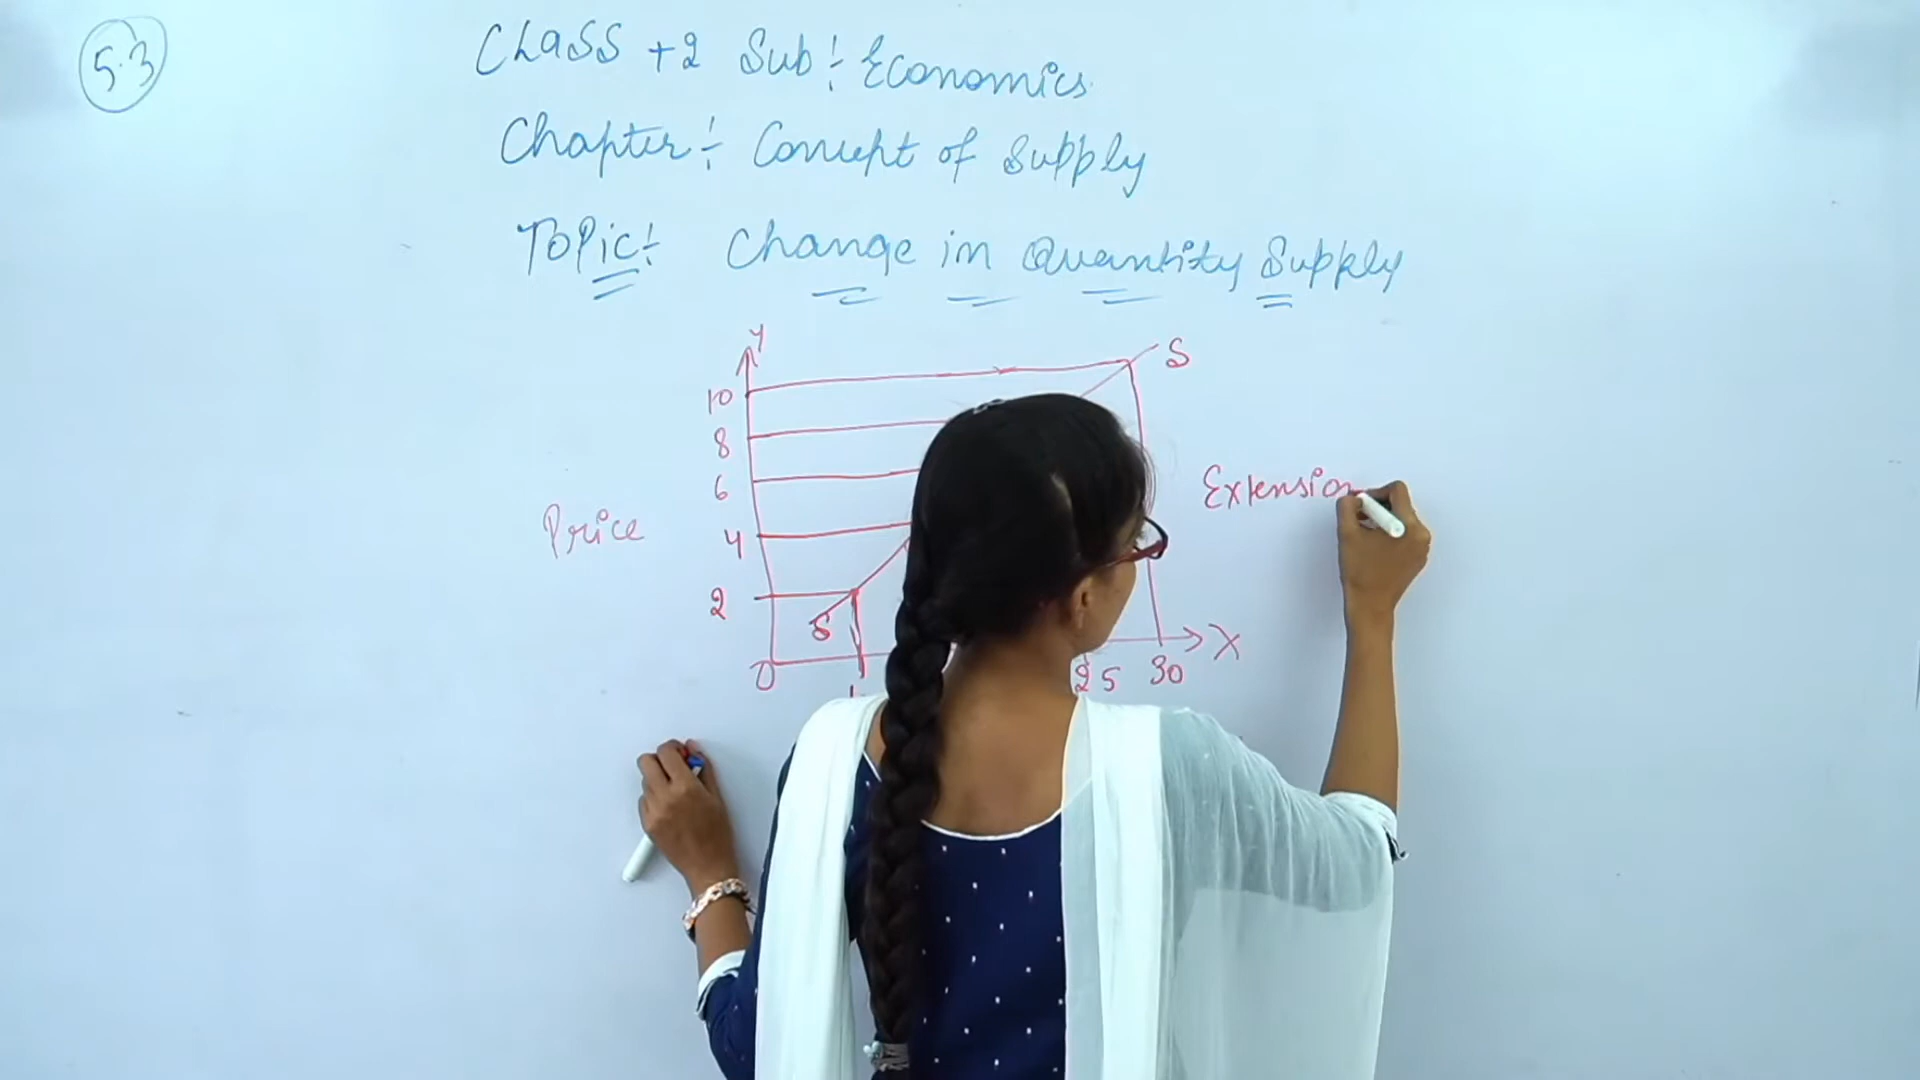 5.3
CLaSS +2 Sub:- Economics
Chapter:- Concept of Supply
Topic:- Change in Quantity Supply
Y
S
10
8
6
Extension
Price
4
2
S
0
25 30
X